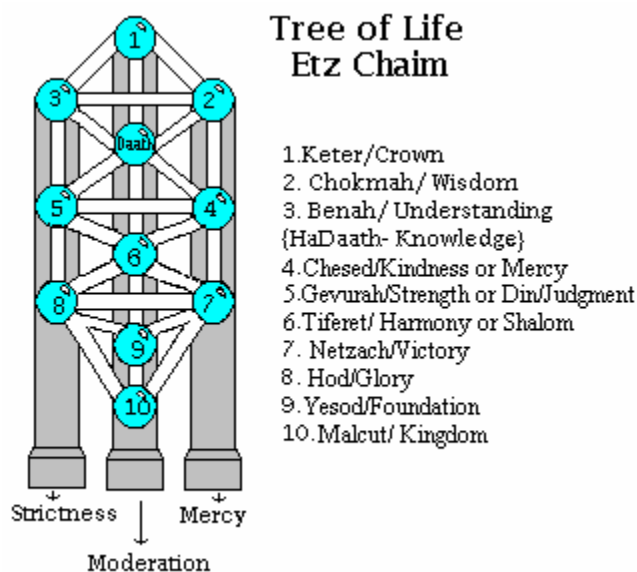 Tree of Life
Etz Chaim
1
3
2
Daath
5
4
6
8
7
9
10
1.Keter/Crown
2. Chokmah/ Wisdom
3. Benah/ Understanding
{HaDaath- Knowledge}
4.Chesed/Kindness or Mercy
5.Gevurah/Strength or Din/Judgment
6.Tiferet/ Harmony or Shalom
7. Netzach/Victory
8. Hod/Glory
9.Yesod/Foundation
10.Malcut/ Kingdom
Strictness
Mercy
Moderation